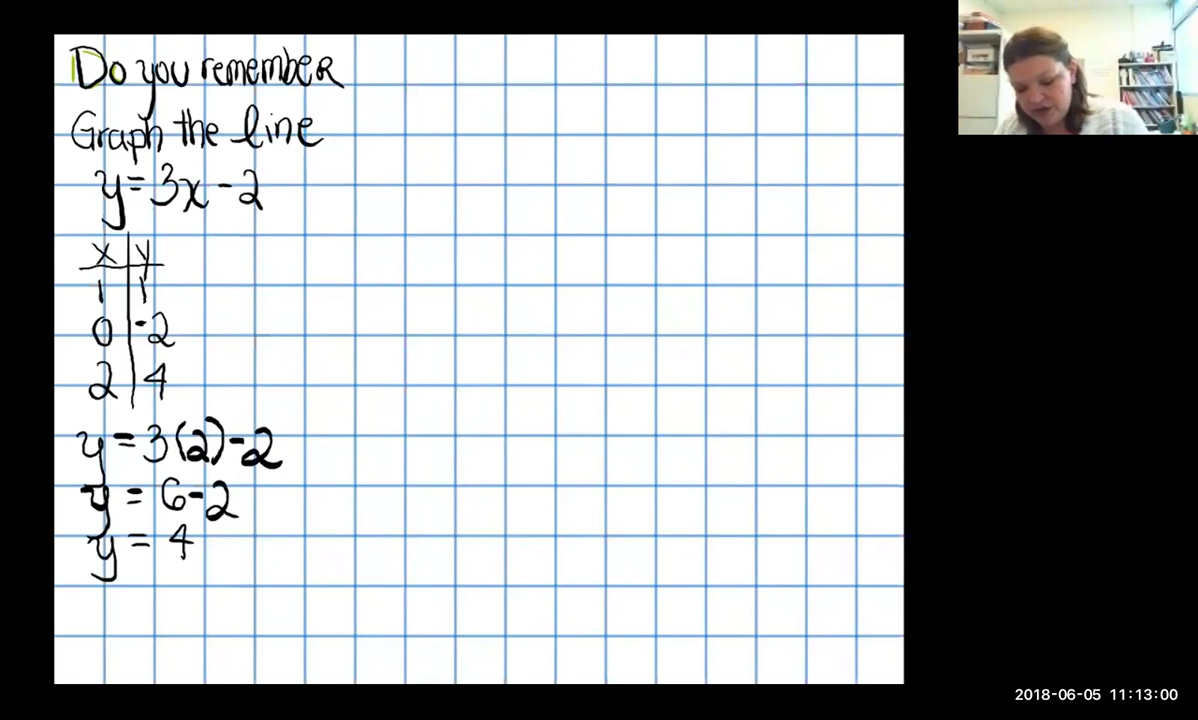 Do you remember
Graph the line
y = 3x - 2
x y
1 1
0 -2
2 4
y = 3(2) - 2
y = 6 - 2
y = 4
2018-06-05 11:13:00